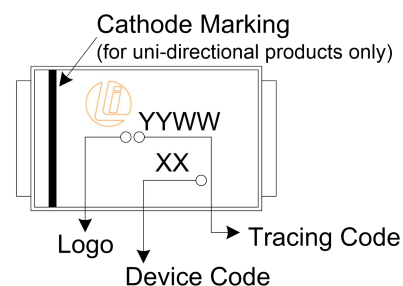 Cathode Marking
(for uni-directional products only)
YYWW
XX
Logo
Tracing Code
Device Code